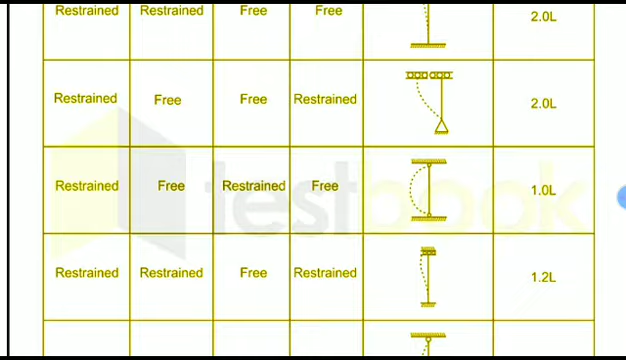 Restrained Restrained Free Free 2.0L
Restrained Free Free Restrained 2.0L
Restrained Free Restrained Free 1.0L
testbook
Restrained Restrained Free Restrained 1.2L